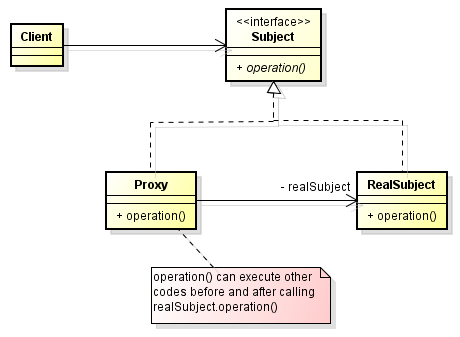 Client
<<interface>>
Subject
+ operation()
Proxy
+ operation()
- realSubject
RealSubject
+ operation()
operation() can execute other
codes before and after calling
realSubject.operation()